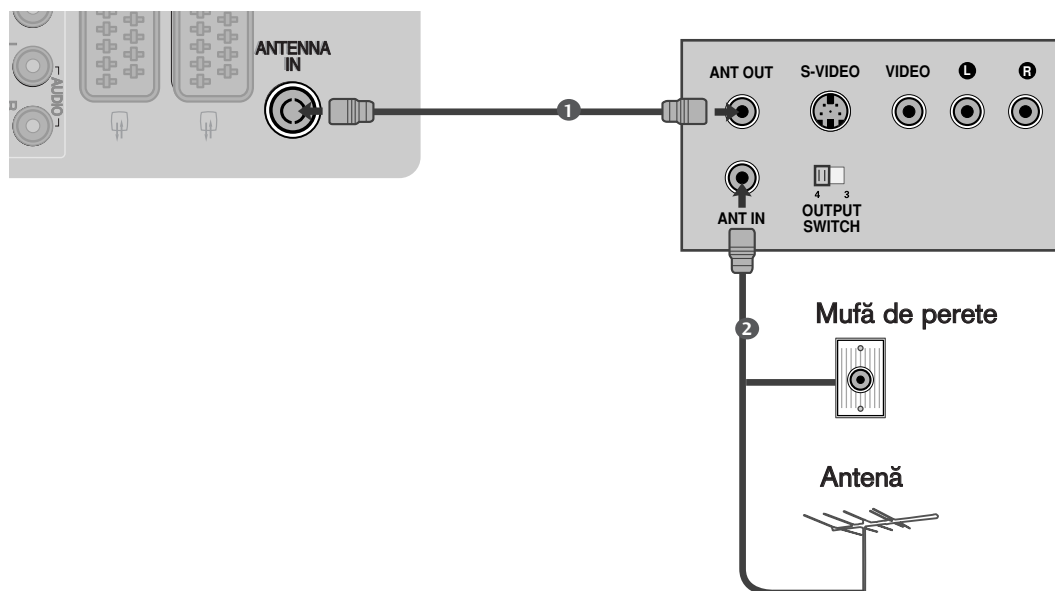 ANTENNA
IN
AUDIO
R
1
ANT OUT
S-VIDEO
VIDEO
L
R
ANT IN
4 3
OUTPUT
SWITCH
2
Mufă de perete
Antenă